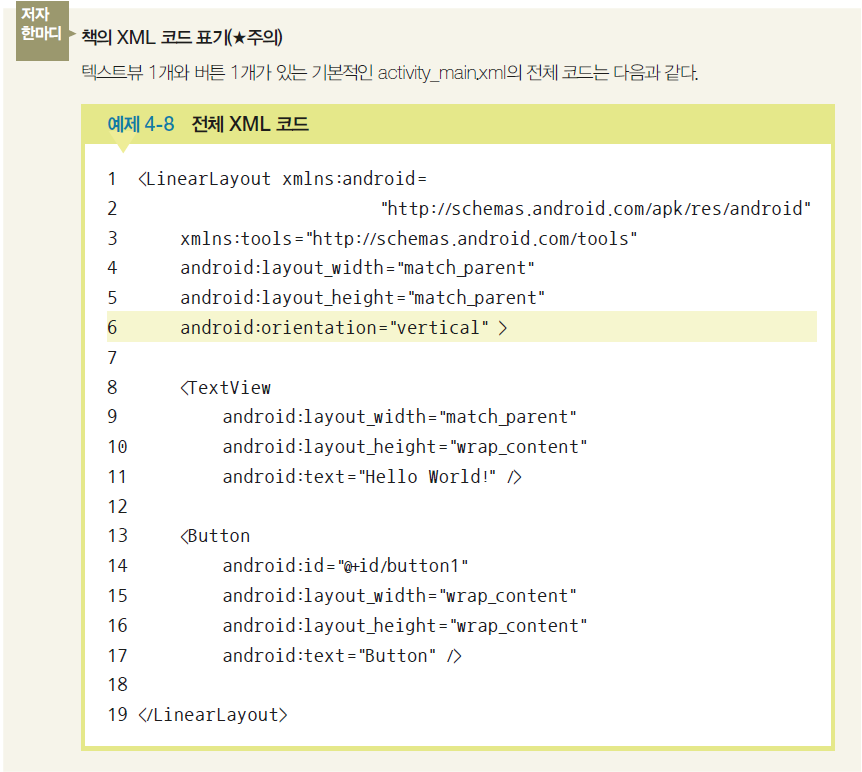 저자
한마디
책의 XML 코드 표기(★주의)
텍스트뷰 1개와 버튼 1개가 있는 기본적인 activity_main.xml의 전체 코드는 다음과 같다.
예제 4-8 전체 XML 코드
1 <LinearLayout xmlns:android=
2 "http://schemas.android.com/apk/res/android"
3 xmlns:tools="http://schemas.android.com/tools"
4 android:layout_width="match_parent"
5 android:layout_height="match_parent"
6 android:orientation="vertical" >
7
8 <TextView
9 android:layout_width="match_parent"
10 android:layout_height="wrap_content"
11 android:text="Hello World!" />
12
13 <Button
14 android:id="@+id/button1"
15 android:layout_width="wrap_content"
16 android:layout_height="wrap_content"
17 android:text="Button" />
18
19 </LinearLayout>